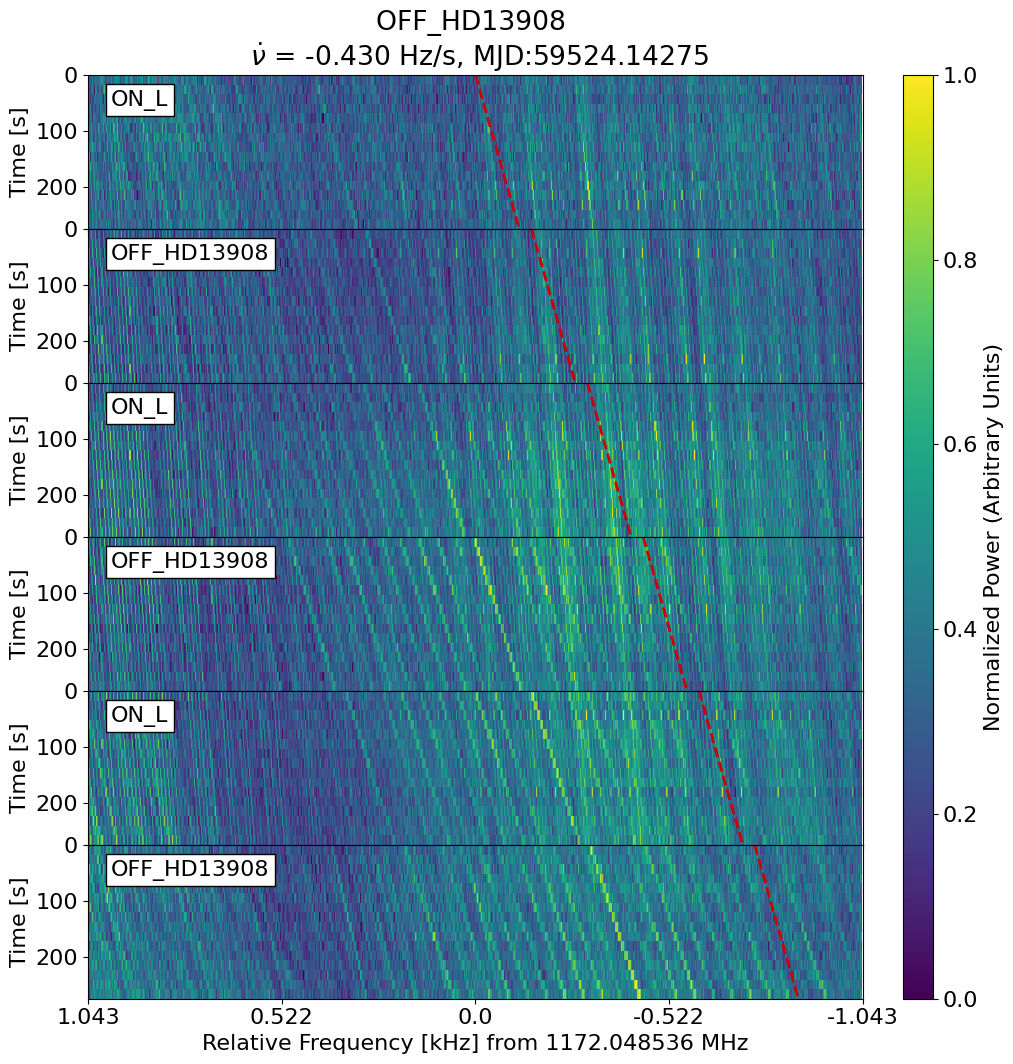 OFF_HD13908
ν̇ = -0.430 Hz/s, MJD:59524.14275
0
ON_L
100
200
Time [s]
0
OFF_HD13908
100
200
Time [s]
0
ON_L
100
200
Time [s]
0
OFF_HD13908
100
200
Time [s]
0
ON_L
100
200
Time [s]
0
OFF_HD13908
100
200
Time [s]
1.043 0.522 0.0 -0.522 -1.043
Relative Frequency [kHz] from 1172.048536 MHz
1.0
0.8
0.6
0.4
0.2
0.0
Normalized Power (Arbitrary Units)